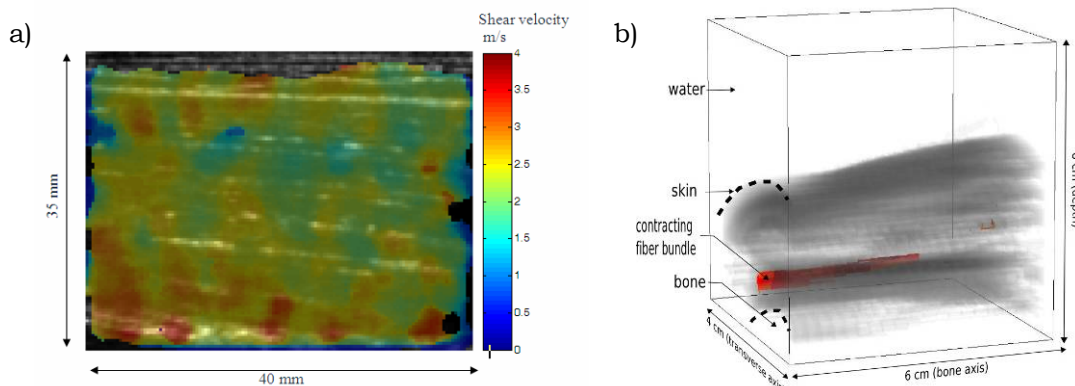 a)
Shear velocity
m/s
4
3.5
3
2.5
2
1.5
1
0.5
0
35 mm
40 mm
b)
water
skin
contracting
fiber bundle
bone
4 cm (transverse axis)
6 cm (bone axis)